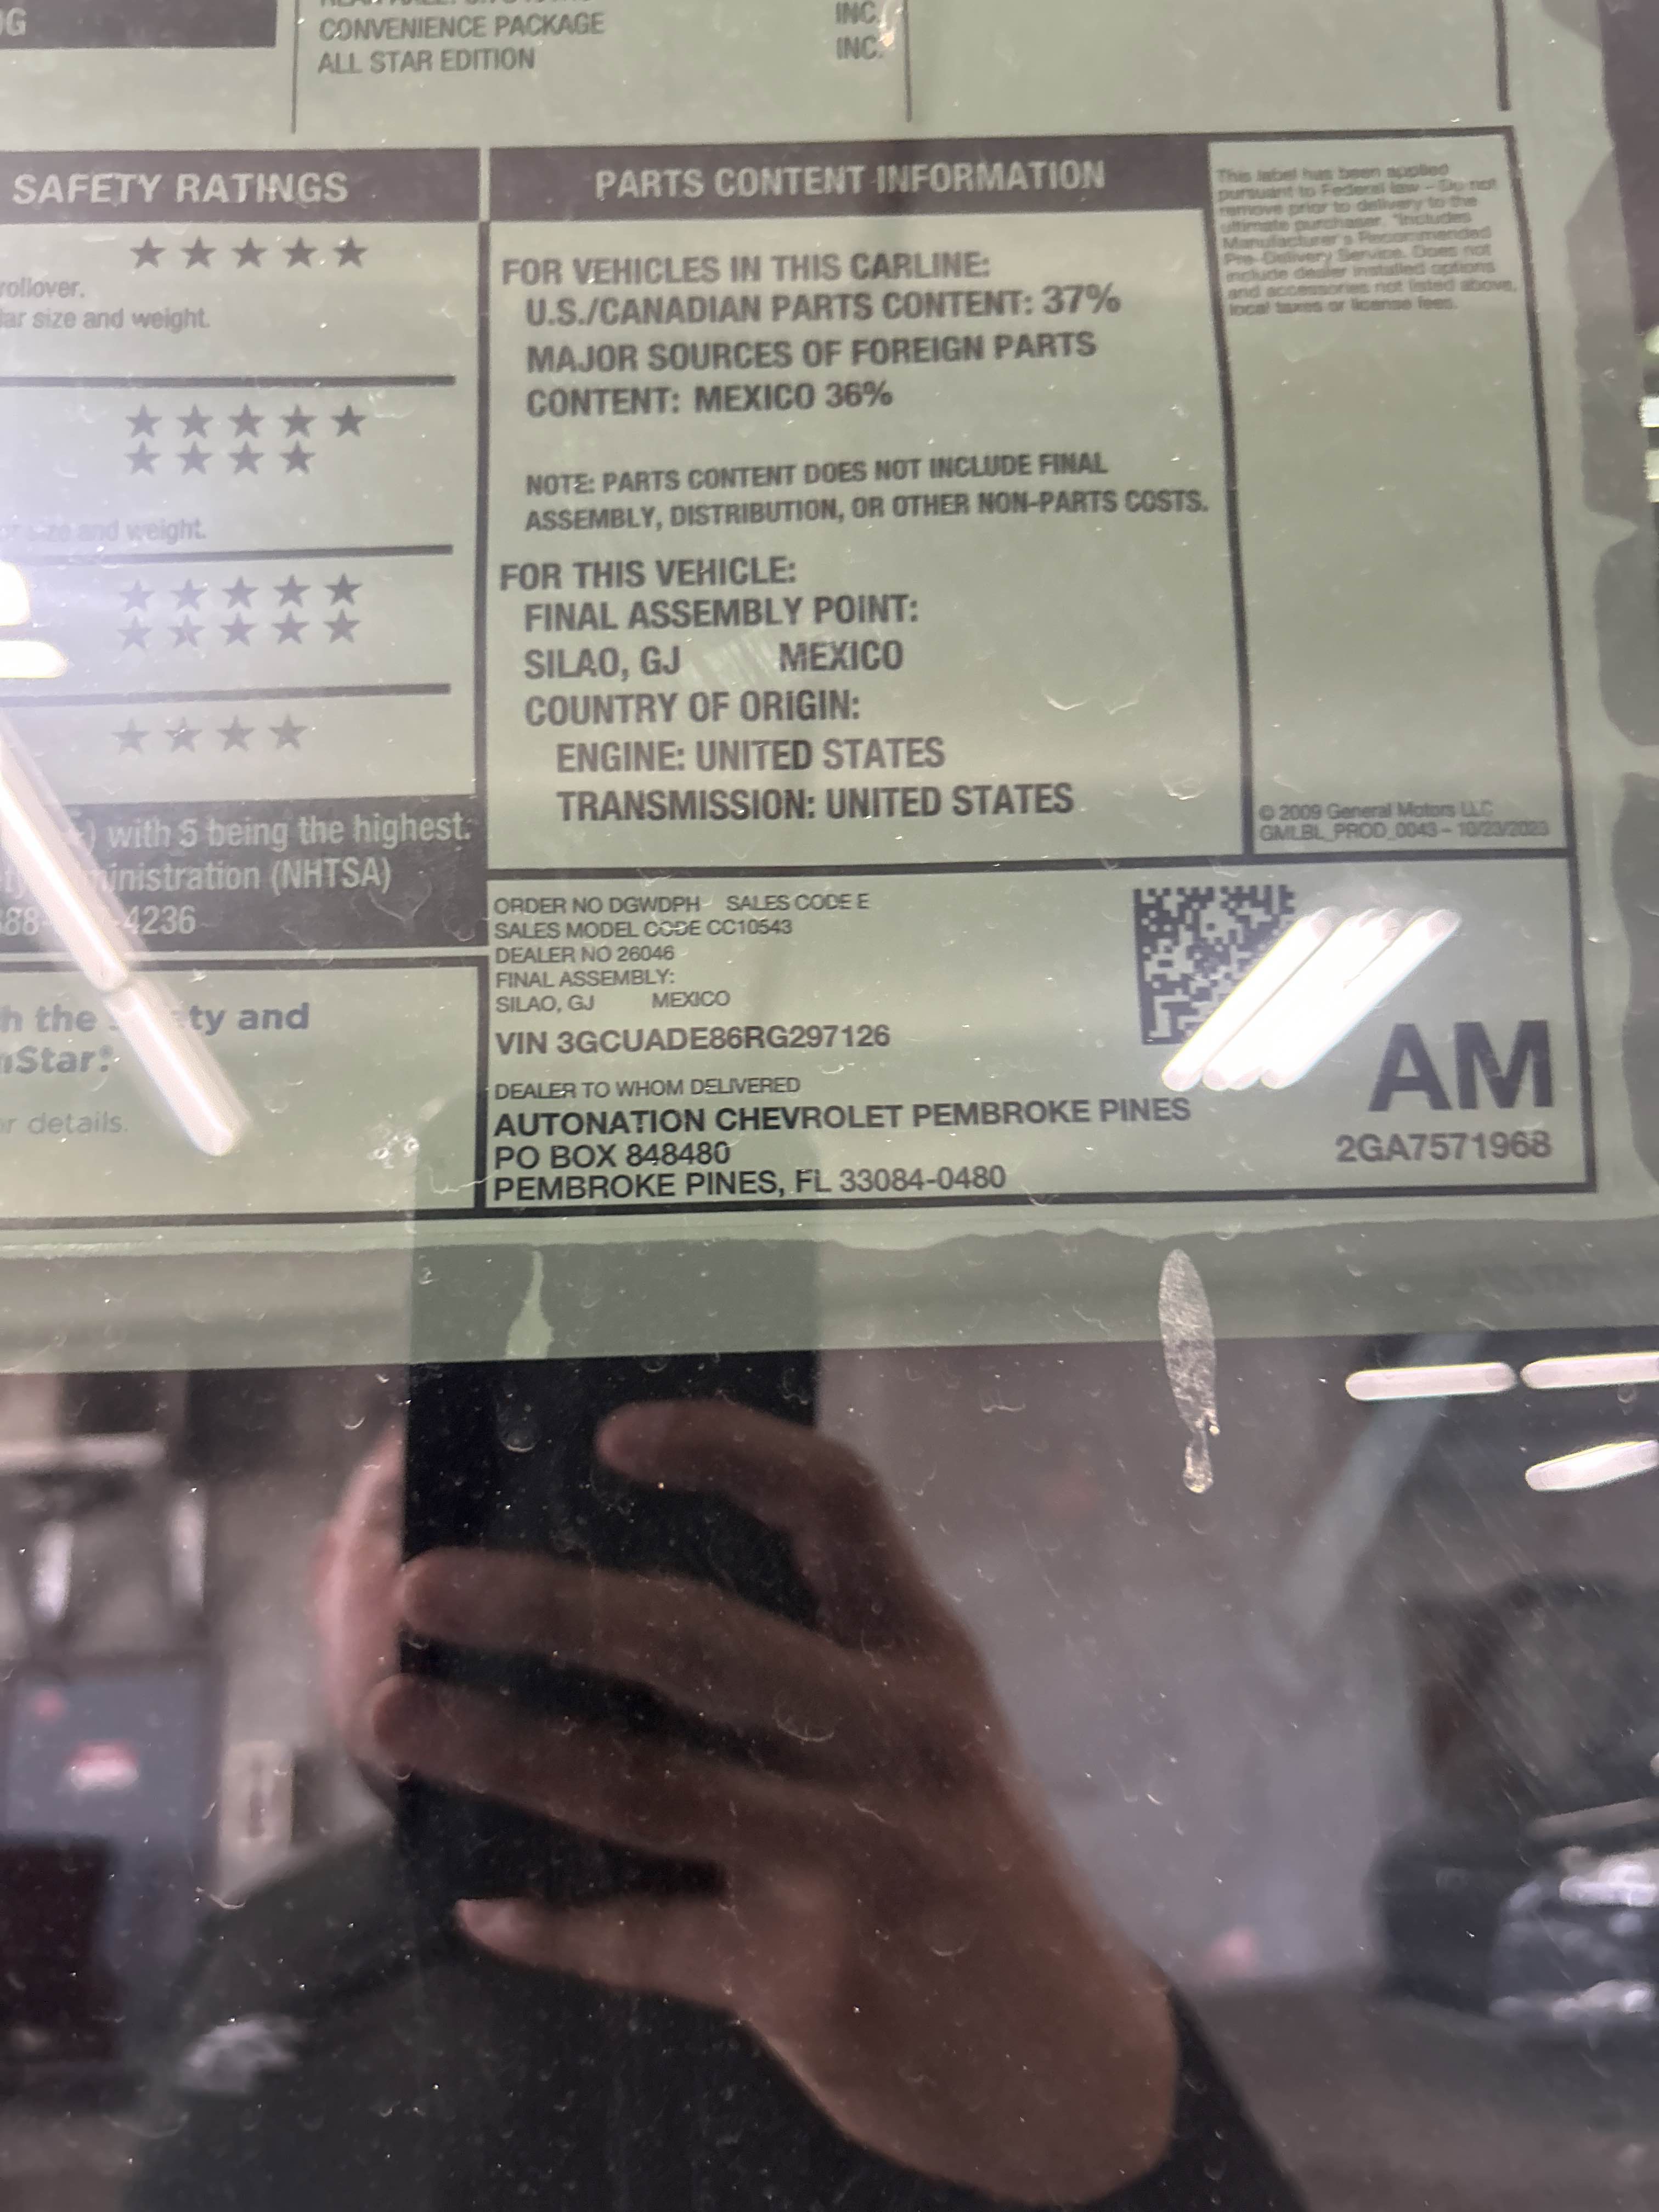 CONVENIENCE PACKAGE INC.
ALL STAR EDITION INC.
SAFETY RATINGS
★★★★★
rollover.
size and weight.
★★★★★
★★★★
and weight.
★★★★★
★★★★★
★★★★
) with 5 being the highest.
(NHTSA)
4236
h the ty and
Star
details.
PARTS CONTENT INFORMATION
FOR VEHICLES IN THIS CARLINE:
U.S./CANADIAN PARTS CONTENT: 37%
MAJOR SOURCES OF FOREIGN PARTS
CONTENT: MEXICO 36%
NOTE: PARTS CONTENT DOES NOT INCLUDE FINAL
ASSEMBLY, DISTRIBUTION, OR OTHER NON-PARTS COSTS.
FOR THIS VEHICLE:
FINAL ASSEMBLY POINT:
SILAO, GJ MEXICO
COUNTRY OF ORIGIN:
ENGINE: UNITED STATES
TRANSMISSION: UNITED STATES
This label has been applied
pursuant to Federal law – Do not
remove prior to delivery to the
ultimate purchaser. *Includes
Manufacturer's Recommended
Pre-Delivery Service. Does not
include dealer installed options
and accessories not listed above,
local taxes or license fees.
© 2009 General Motors LLC
GMLBL_PROD_0043 – 10/23/2023
ORDER NO DGWDPH SALES CODE E
SALES MODEL CODE CC10543
DEALER NO 26046
FINAL ASSEMBLY:
SILAO, GJ MEXICO
VIN 3GCUADE86RG297126
DEALER TO WHOM DELIVERED
AUTONATION CHEVROLET PEMBROKE PINES
PO BOX 848480
PEMBROKE PINES, FL 33084-0480
AM
2GA7571968